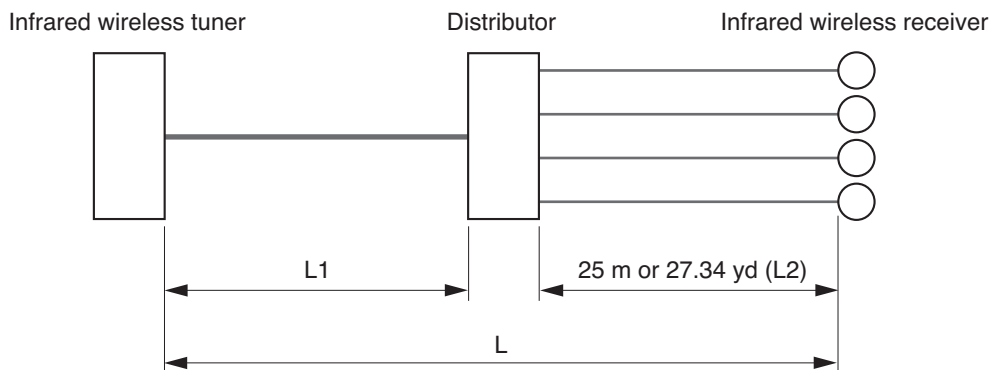 Infrared wireless tuner
Distributor
Infrared wireless receiver
L1
25 m or 27.34 yd (L2)
L